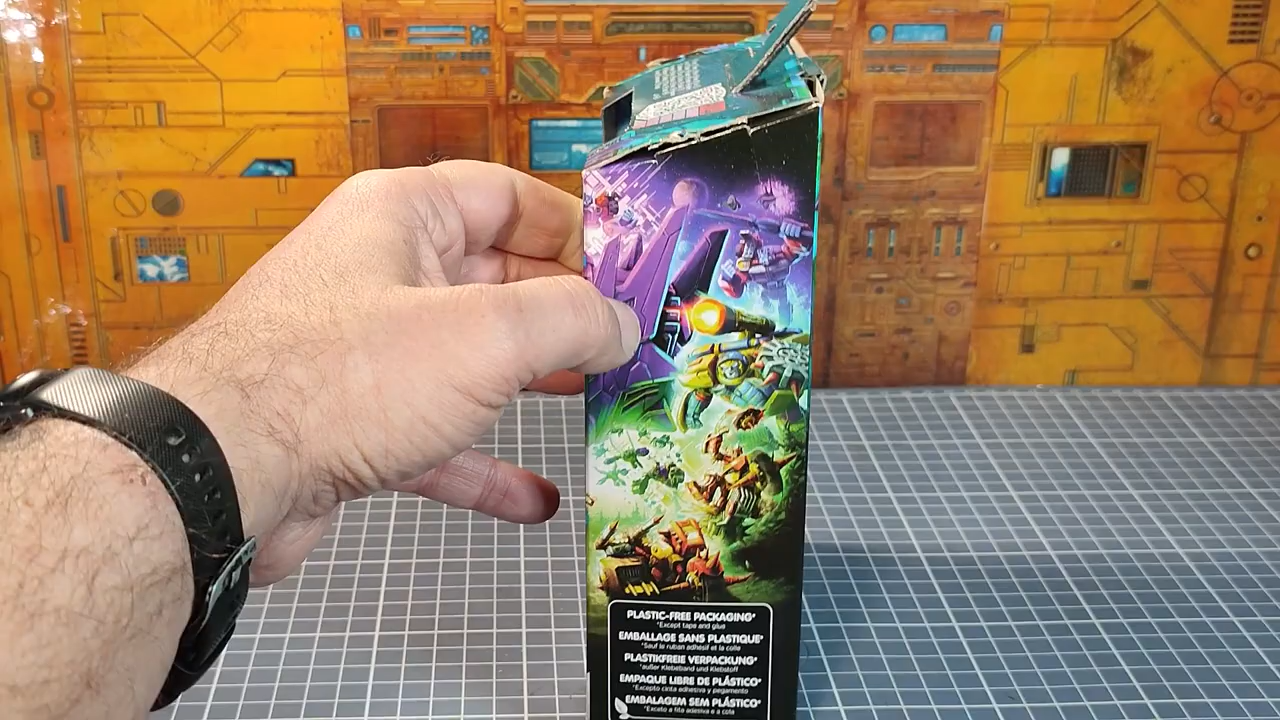 PLASTIC-FREE PACKAGING*
*Except tape and glue
EMBALLAGE SANS PLASTIQUE*
*Sauf le ruban adhésif et la colle
PLASTIKFREIE VERPACKUNG*
*außer Klebeband und Klebstoff
EMPAQUE LIBRE DE PLÁSTICO*
*Excepto cinta adhesiva y pegamento
EMBALAGEM SEM PLÁSTICO*
*Exceto a fita adesiva e a cola